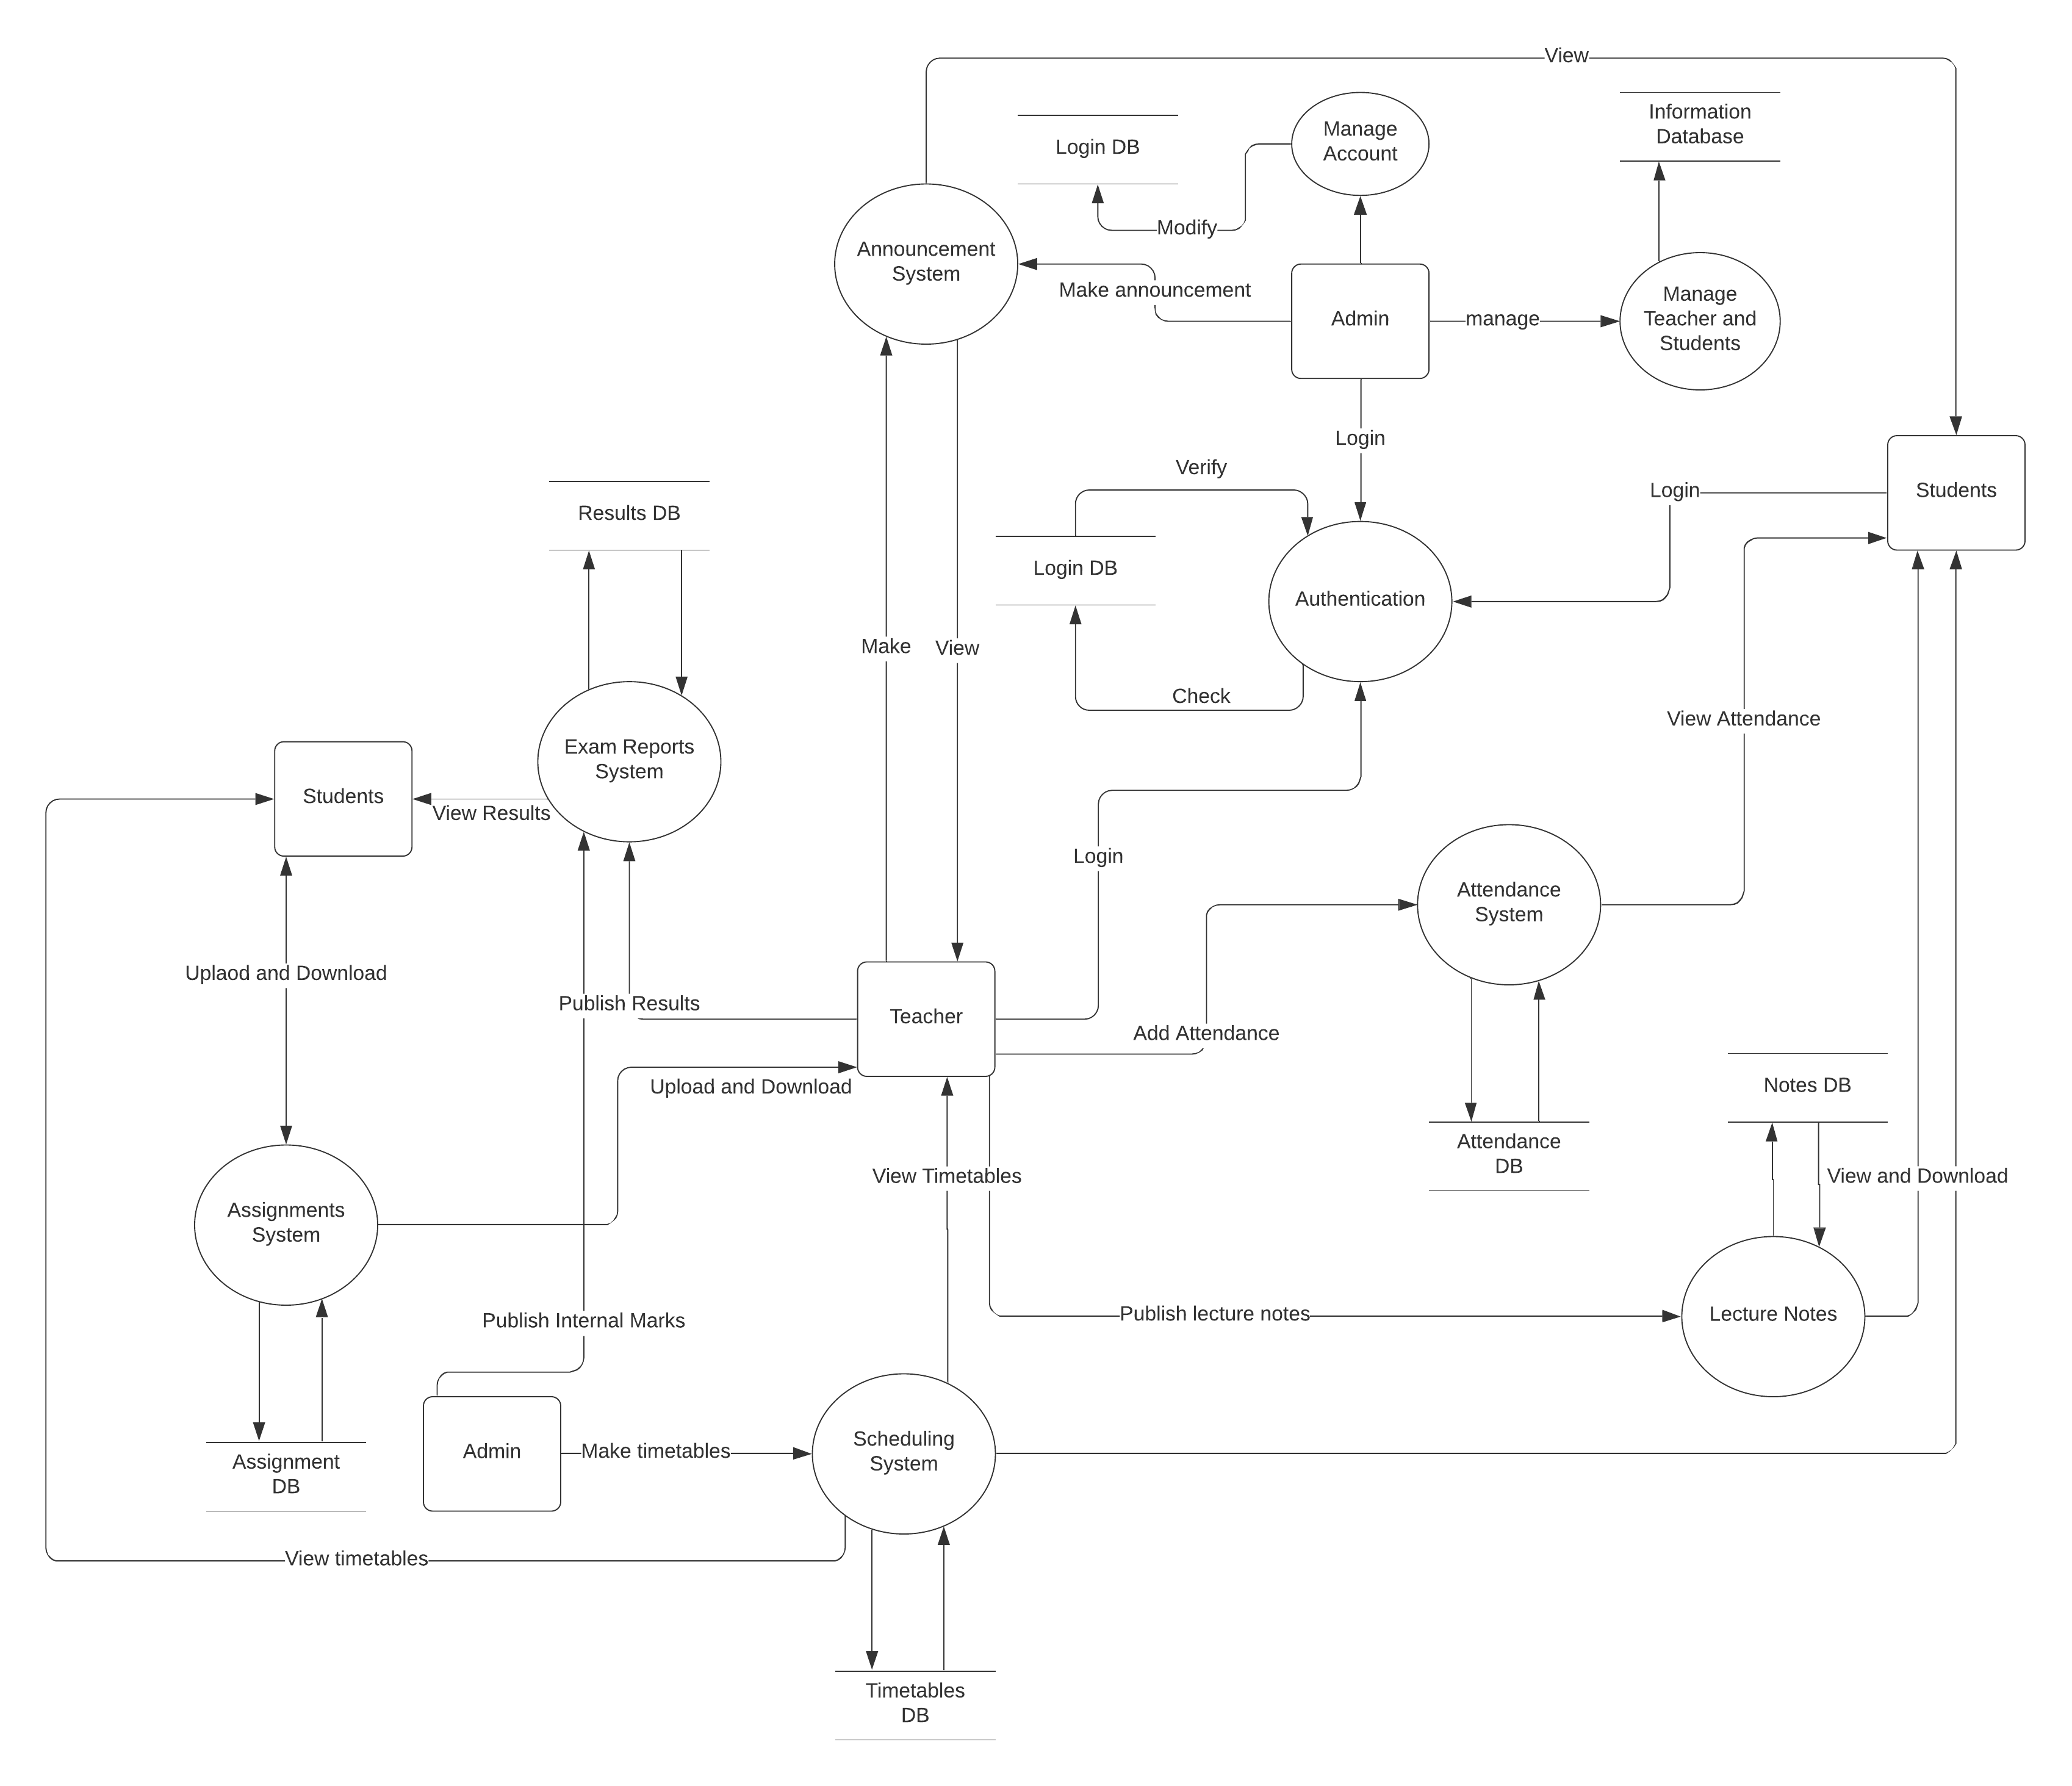 View
Information
Database
Manage
Account
Login DB
Modify
Announcement
System
Make announcement
Admin
manage
Manage
Teacher and
Students
Login
Verify
Login
Students
Results DB
Login DB
Authentication
Make
View
Check
View Attendance
Exam Reports
System
Students
View Results
Login
Attendance
System
Uplaod and Download
Publish Results
Teacher
Add Attendance
Upload and Download
Notes DB
Attendance
DB
View Timetables
View and Download
Assignments
System
Publish Internal Marks
Publish lecture notes
Lecture Notes
Scheduling
System
Admin
Make timetables
Assignment
DB
View timetables
Timetables
DB